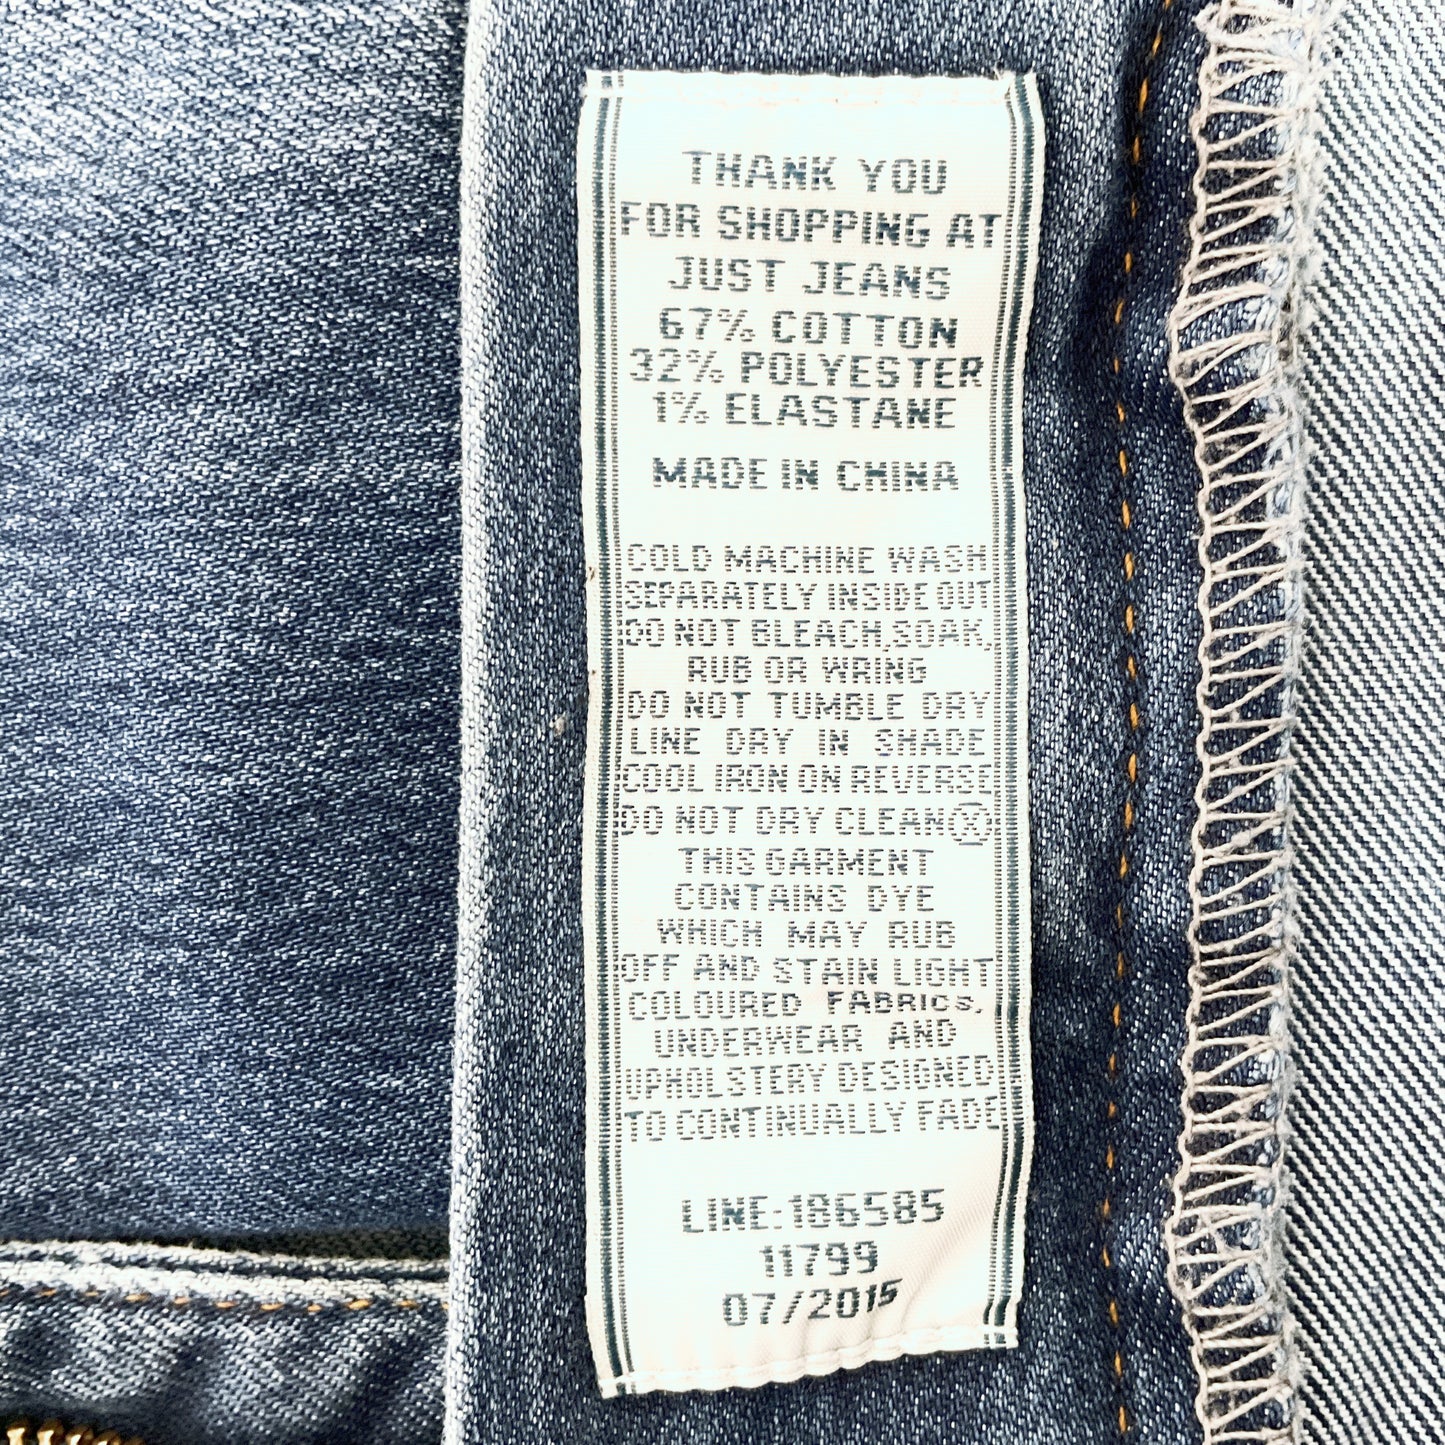 THANK YOU
FOR SHOPPING AT
JUST JEANS
67% COTTON
32% POLYESTER
1% ELASTANE
MADE IN CHINA
COLD MACHINE WASH
SEPARATELY INSIDE OUT
DO NOT BLEACH, SOAK,
RUB OR WRING
DO NOT TUMBLE DRY
LINE DRY IN SHADE
COOL IRON ON REVERSE
DO NOT DRY CLEAN
THIS GARMENT
CONTAINS DYE
WHICH MAY RUB
OFF AND STAIN LIGHT
COLOURED FABRICS,
UNDERWEAR AND
UPHOLSTERY DESIGNED
TO CONTINUALLY FADE
LINE:186585
11799
07/2015